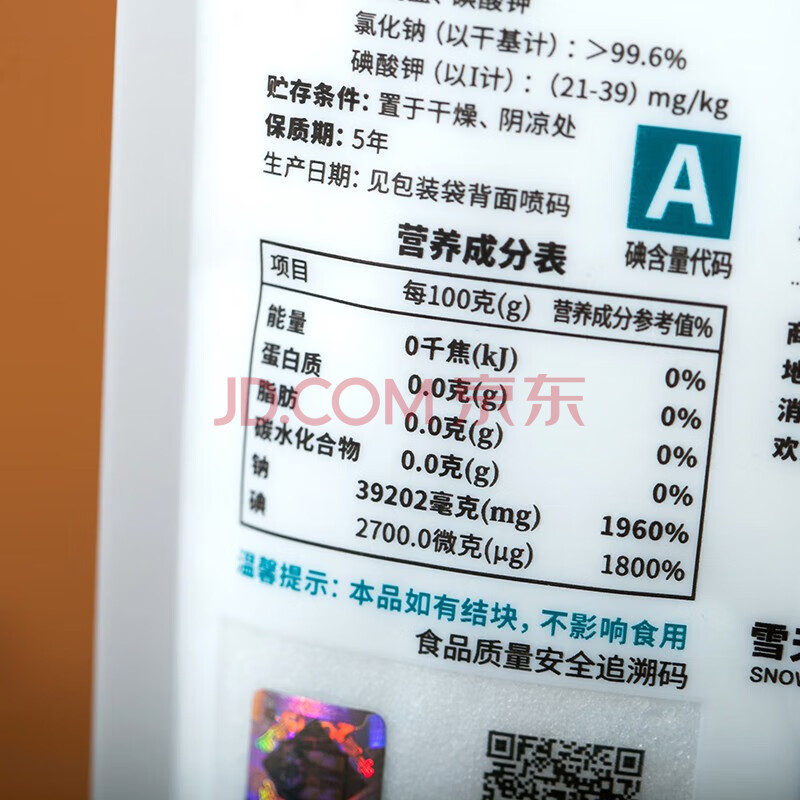 碘酸钾
氯化钠（以干基计）：＞99.6%
碘酸钾（以I计）：（21-39）mg/kg
贮存条件：置于干燥、阴凉处
保质期：5年
生产日期：见包装袋背面喷码
A
碘含量代码
营养成分表
项目 每100克(g) 营养成分参考值%
能量 0千焦(kJ) 0%
蛋白质 0.0克(g) 0%
脂肪 0.0克(g) 0%
碳水化合物 0.0克(g) 0%
钠 39202毫克(mg) 1960%
碘 2700.0微克(μg) 1800%
JD.COM 京东
温馨提示：本品如有结块，不影响食用
食品质量安全追溯码
地
消
欢
雪
SNOW